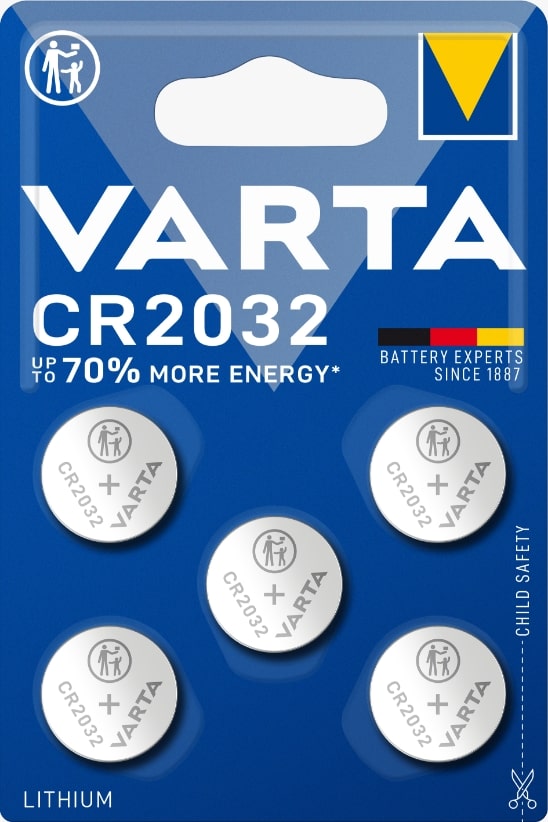 VARTA
CR2032
UP TO 70% MORE ENERGY*
BATTERY EXPERTS
SINCE 1887
CR2032 + VARTA
CR2032 + VARTA
CR2032 + VARTA
CR2032 + VARTA
CR2032 + VARTA
CHILD SAFETY
LITHIUM